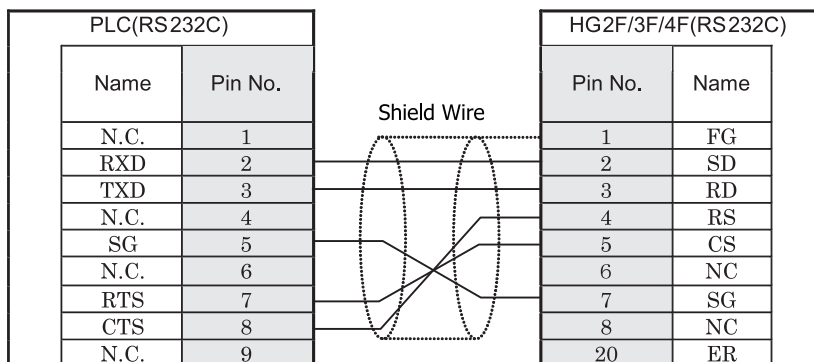 PLC(RS232C) HG2F/3F/4F(RS232C)
Name Pin No. Pin No. Name
Shield Wire
N.C. 1 1 FG
RXD 2 2 SD
TXD 3 3 RD
N.C. 4 4 RS
SG 5 5 CS
N.C. 6 6 NC
RTS 7 7 SG
CTS 8 8 NC
N.C. 9 20 ER